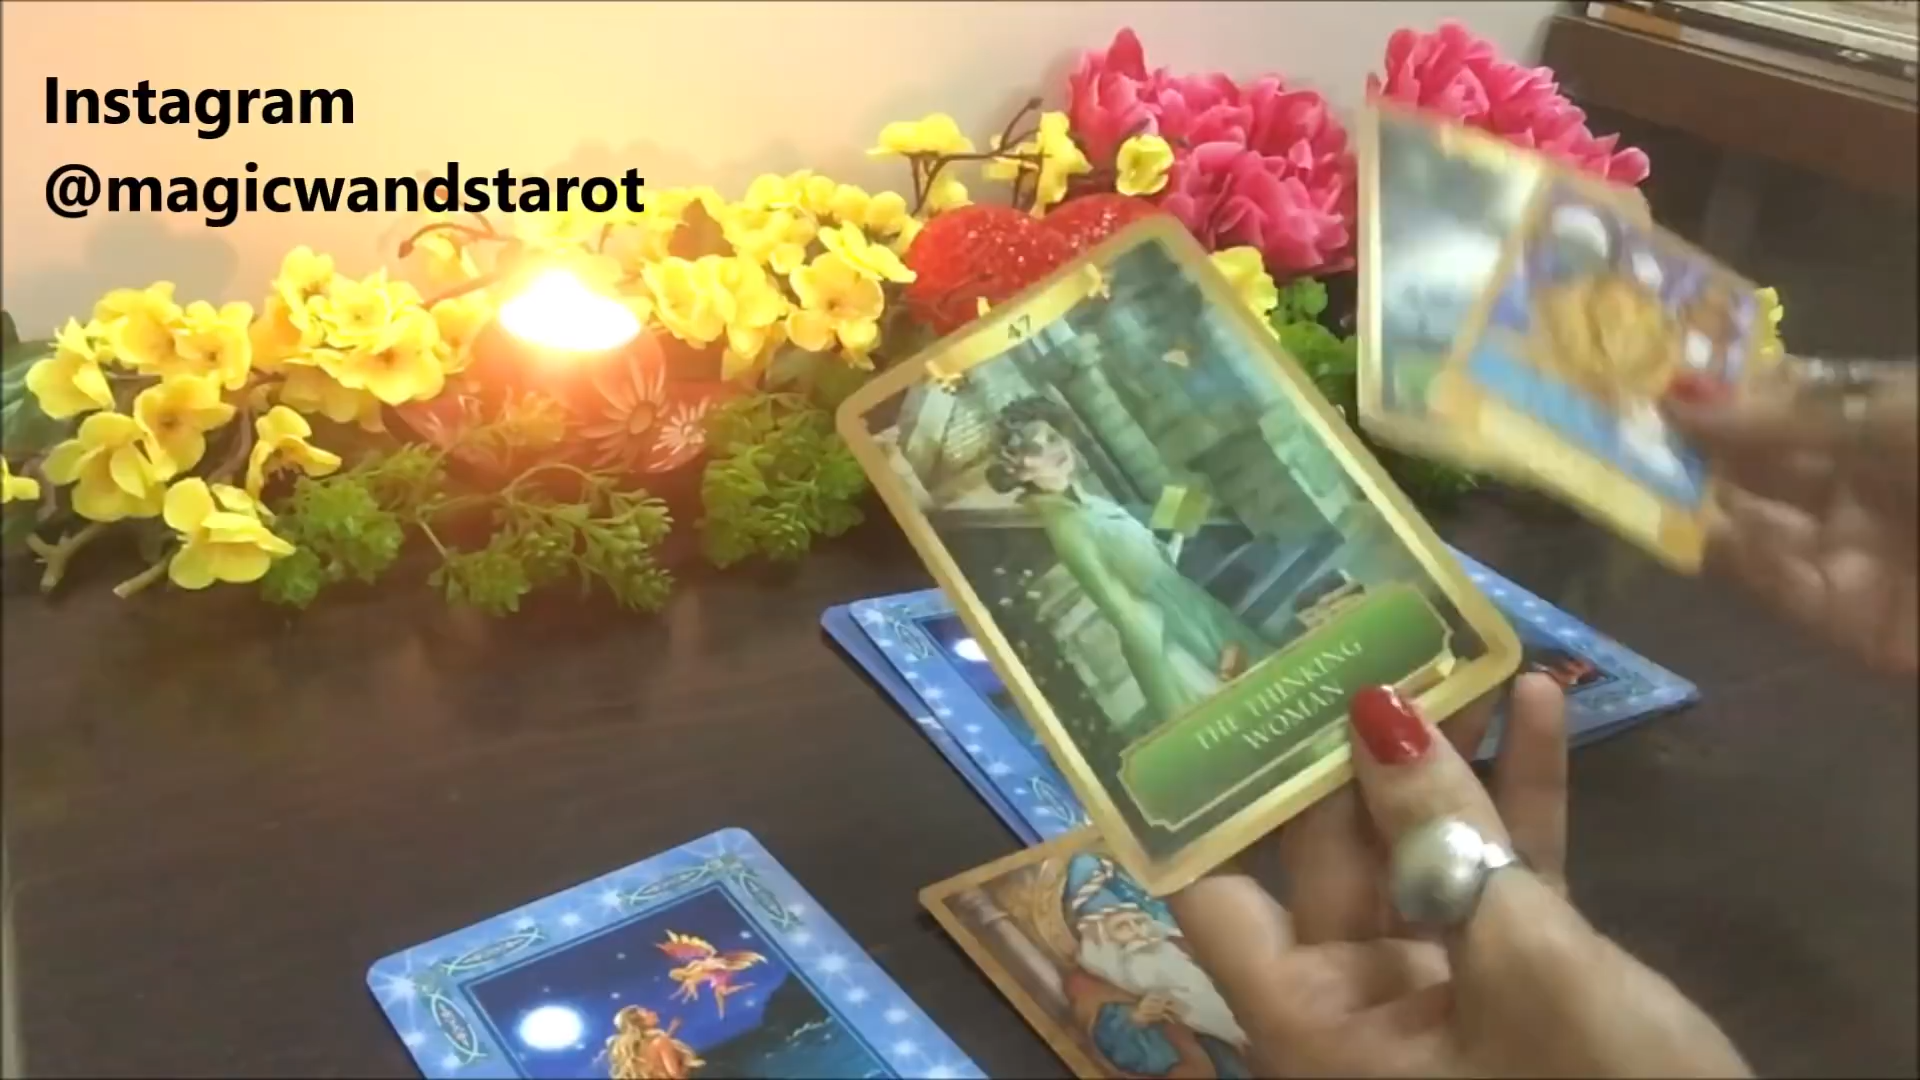 Instagram
@magicwandstarot
47
THE THINKING
WOMAN